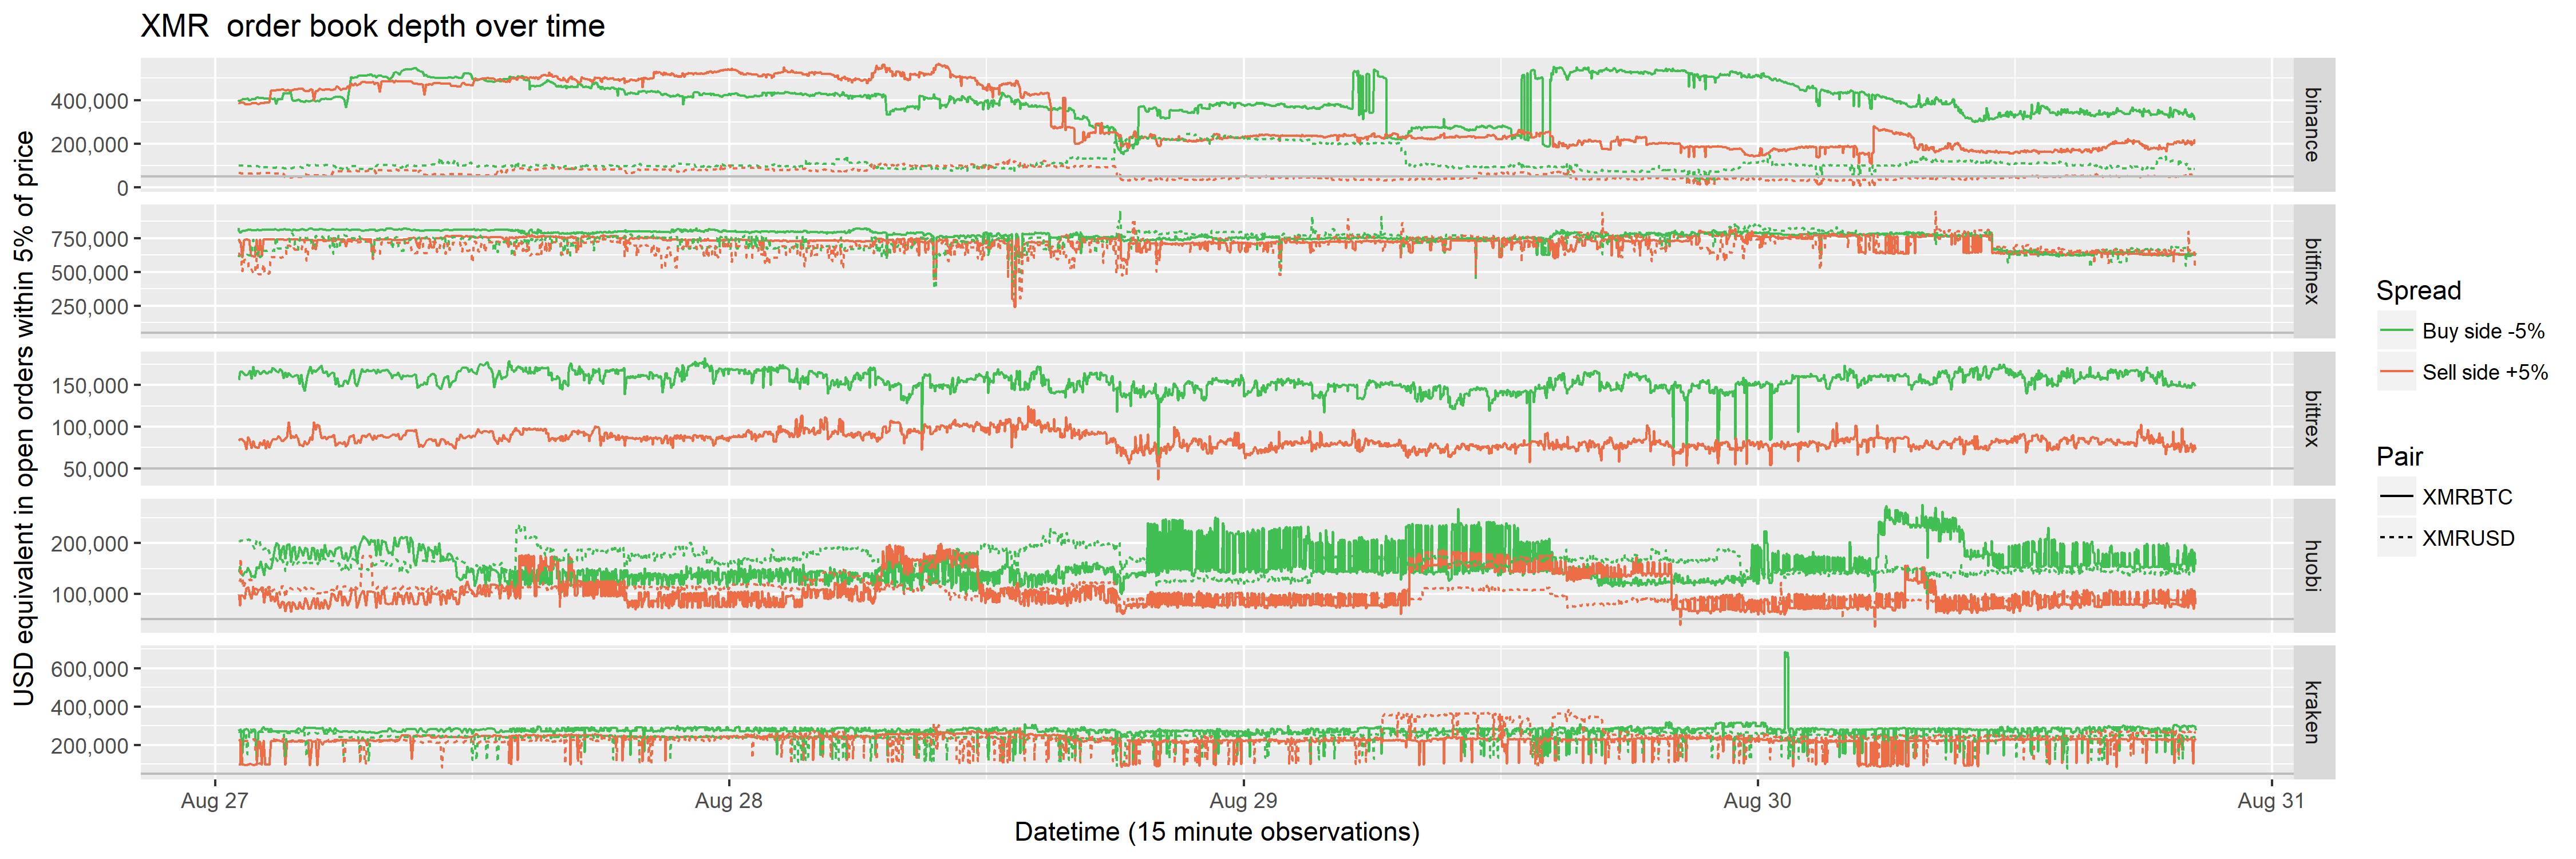 XMR  order book depth over time
USD equivalent in open orders within 5% of price
400,000
200,000
0
binance
750,000
500,000
250,000
bitfinex
150,000
100,000
50,000
bittrex
200,000
100,000
huobi
600,000
400,000
200,000
kraken
Aug 27
Aug 28
Aug 29
Aug 30
Aug 31
Datetime (15 minute observations)
Spread
Buy side -5%
Sell side +5%
Pair
XMRBTC
XMRUSD